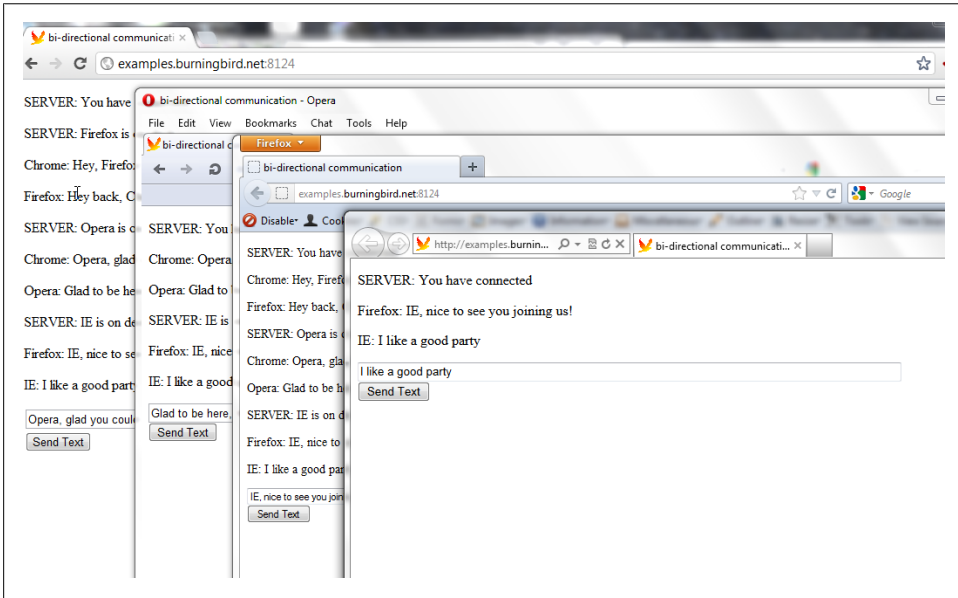 bi-directional communicati
examples.burningbird.net:8124
SERVER: You have
SERVER: Firefox is
Chrome: Hey, Firefo
Firefox: Hey back, C
SERVER: Opera is
Chrome: Opera, glad
Opera: Glad to be he
SERVER: IE is on de
Firefox: IE, nice to se
IE: I like a good part
Opera, glad you coul
Send Text
bi-directional communication - Opera
File Edit View Bookmarks Chat Tools Help
bi-directional c
SERVER: You
Chrome: Opera
Opera: Glad to
SERVER: IE is
Firefox: IE, nice
IE: I like a good
Glad to be here,
Send Text
Firefox
bi-directional communication
examples.burningbird.net:8124
Google
Disable Cook
SERVER: You have
Chrome: Hey, Firef
Firefox: Hey back,
SERVER: Opera is
Chrome: Opera, gla
Opera: Glad to be h
SERVER: IE is on d
Firefox: IE, nice to
IE: I like a good par
IE, nice to see you join
Send Text
http://examples.burnin...
bi-directional communicati...
SERVER: You have connected
Firefox: IE, nice to see you joining us!
IE: I like a good party
I like a good party
Send Text